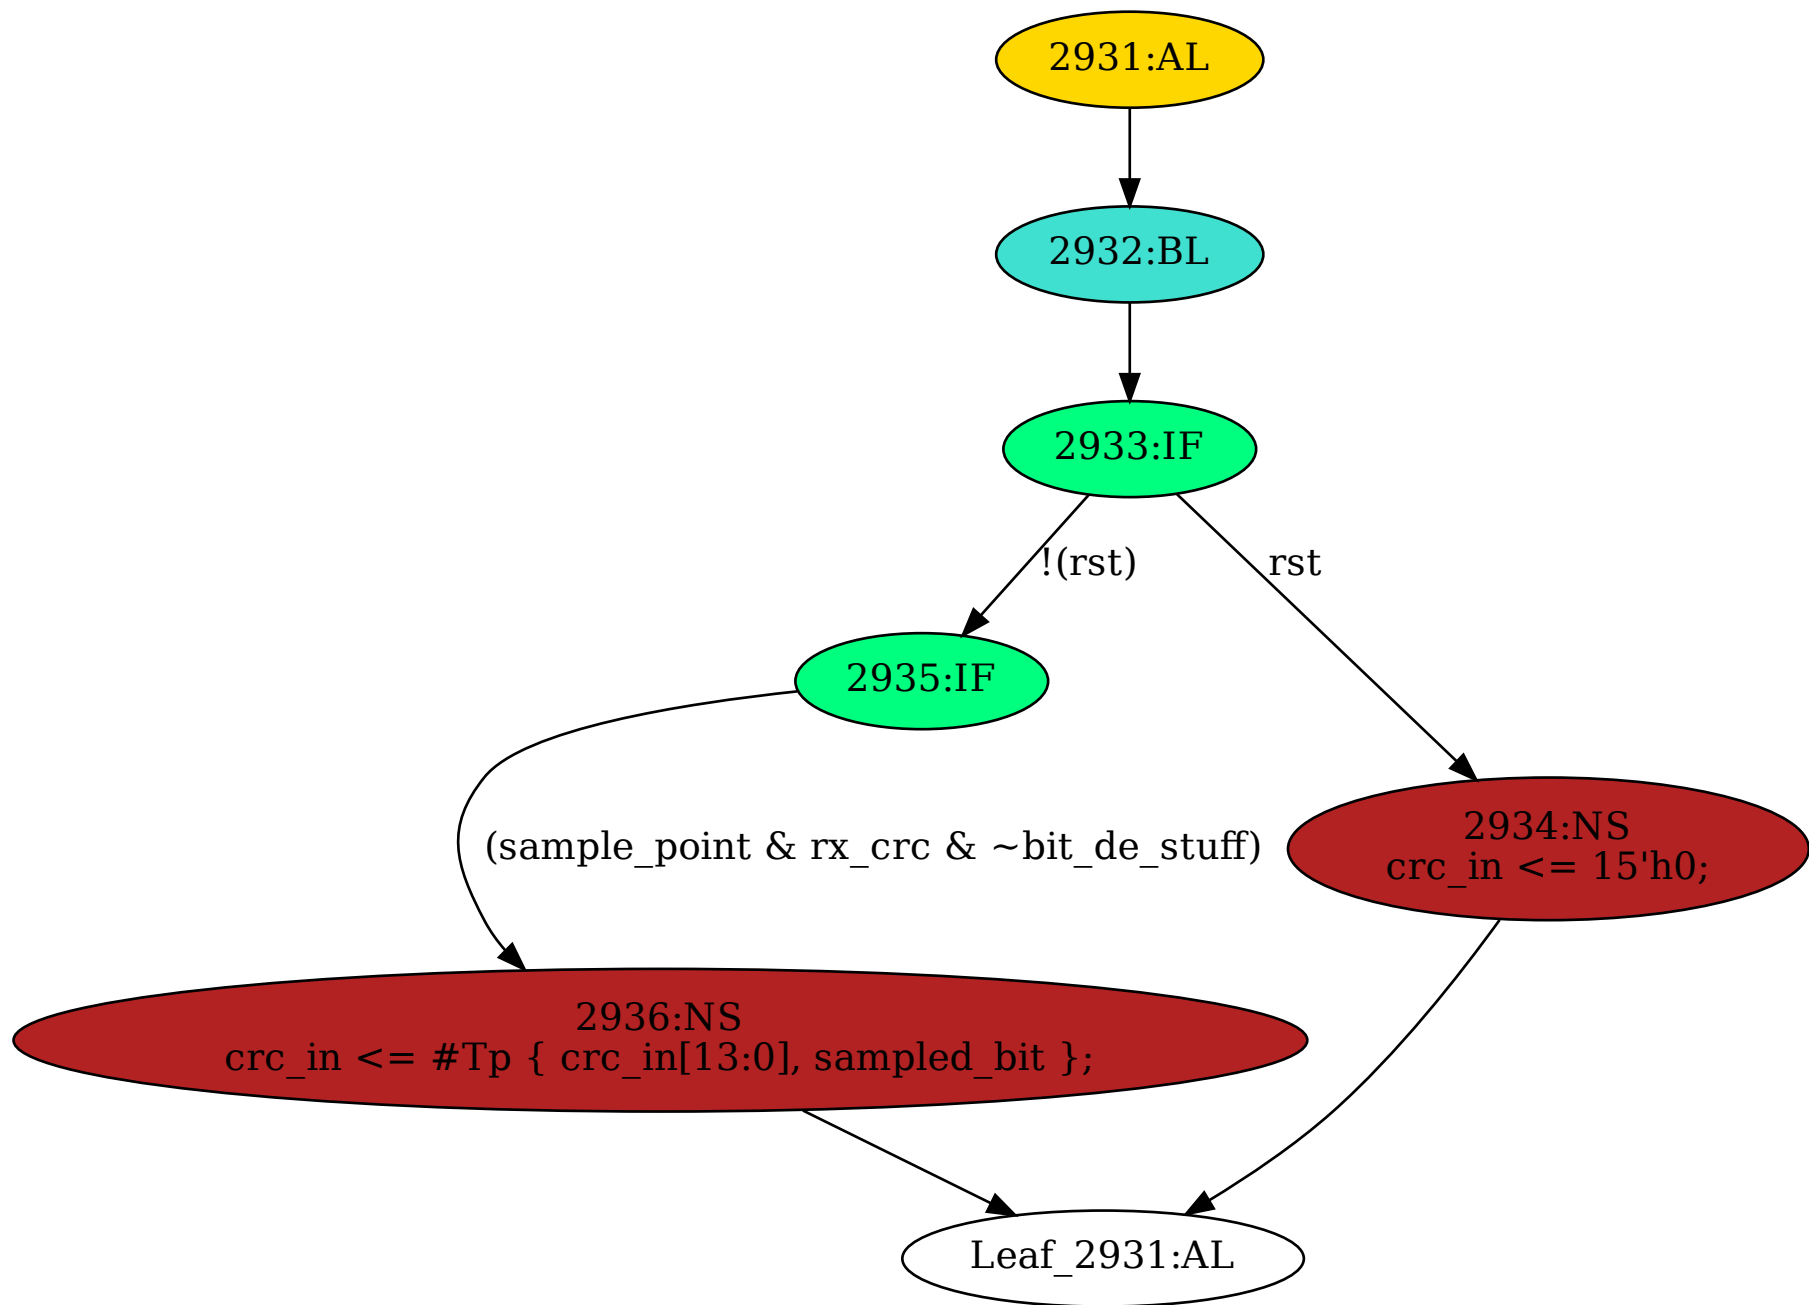 2931:AL
2932:BL
2933:IF
!(rst)
rst
2935:IF
(sample_point & rx_crc & ~bit_de_stuff)
2934:NS
crc_in <= 15'h0;
2936:NS
crc_in <= #Tp { crc_in[13:0], sampled_bit };
Leaf_2931:AL